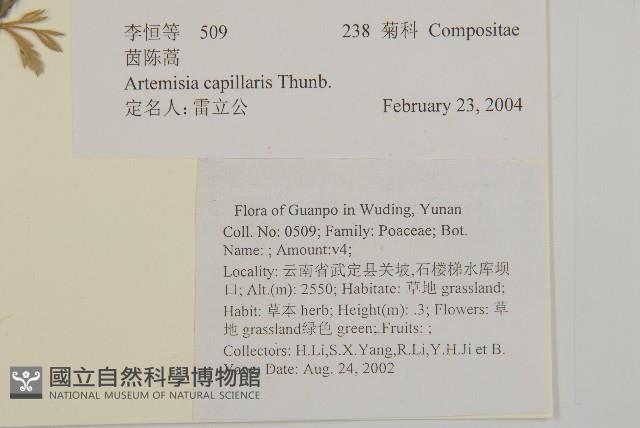 李恒等 509 238 菊科 Compositae
茵陈蒿
Artemisia capillaris Thunb.
定名人：雷立公 February 23, 2004
Flora of Guanpo in Wuding, Yunan
Coll. No: 0509; Family: Poaceae; Bot.
Name: ; Amount:v4;
Locality: 云南省武定县关坡,石楼梯水库坝
口; Alt.(m): 2550; Habitate: 草地 grassland;
Habit: 草本 herb; Height(m): .3; Flowers: 草
地 grassland绿色 green; Fruits: ;
Collectors: H.Li,S.X.Yang,R.Li,Y.H.Ji et B.
Date: Aug. 24, 2002
國立自然科學博物館
NATIONAL MUSEUM OF NATURAL SCIENCE